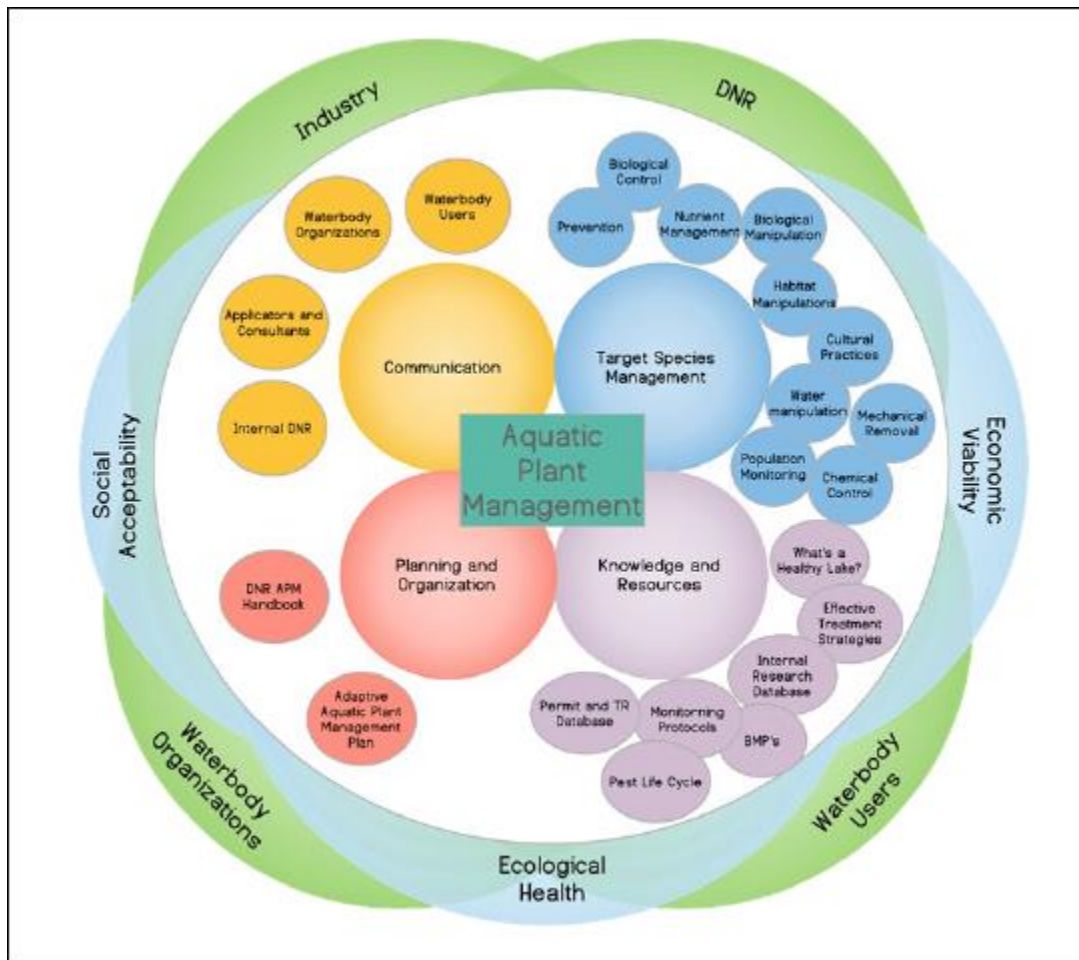 Industry
DNR
Biological
Control
Waterbody
Users
Waterbody
Organizations
Prevention
Nutrient
Management
Biological
Manipulation
Habitat
Manipulations
Applicators and
Consultants
Cultural
Practices
Communication
Target Species
Management
Water
manipulation
Mechanical
Removal
Internal DNR
Aquatic
Plant
Management
Population
Monitoring
Chemical
Control
Social
Acceptability
Economic
Viability
Planning and
Organization
Knowledge and
Resources
What's a
Healthy Lake?
DNR APM
Handbook
Effective
Treatment
Strategies
Internal
Research
Database
Adaptive
Aquatic Plant
Management
Plan
Permit and TR
Database
Monitorning
Protocols
BMP's
Pest Life Cycle
Waterbody
Organizations
Waterbody
Users
Ecological
Health